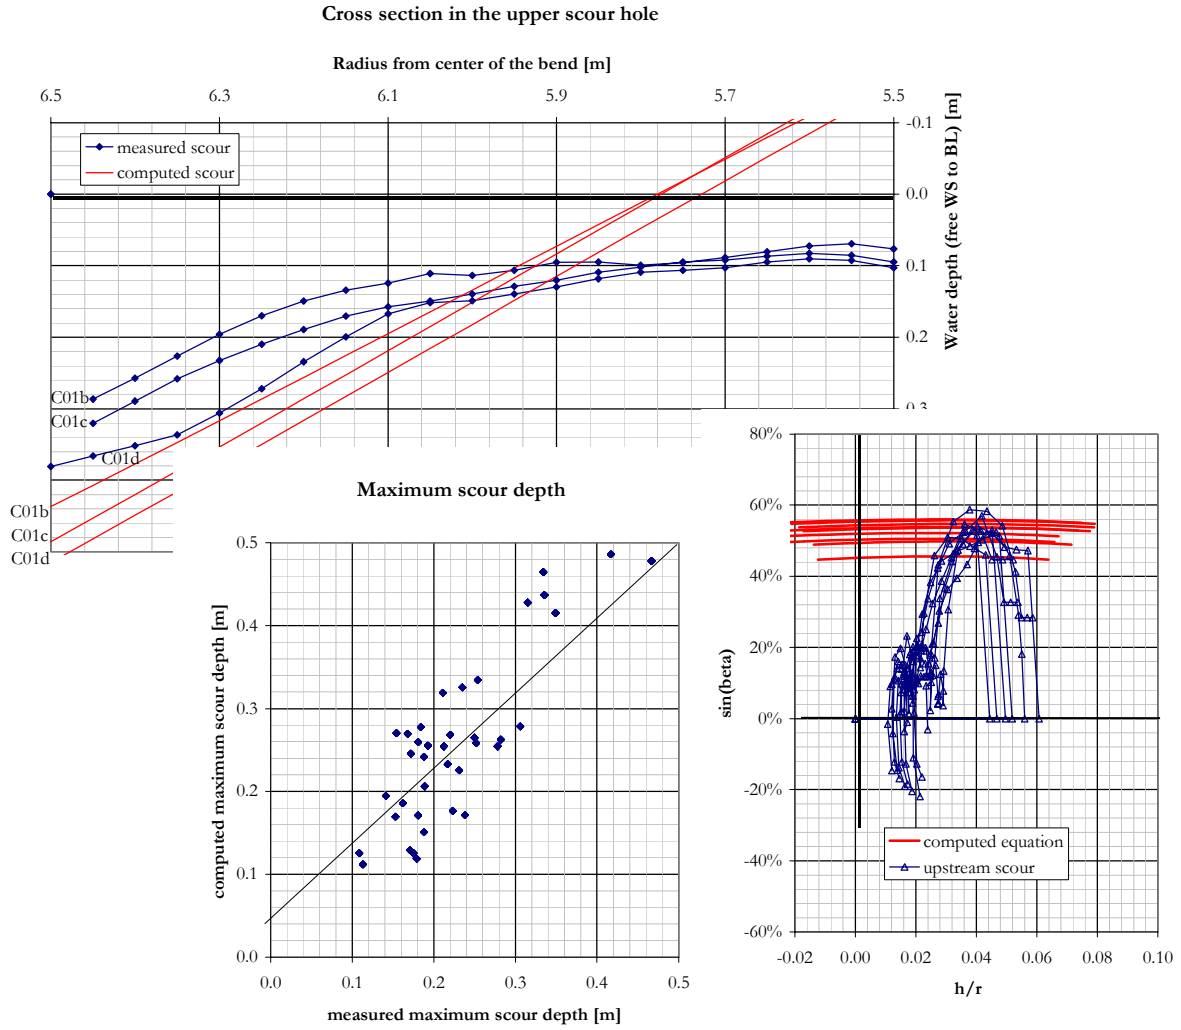 Cross section in the upper scour hole
Radius from center of the bend [m]
6.5 6.3 6.1 5.9 5.7 5.5
measured scour
computed scour
-0.1
0.0
0.1
0.2
0.3
Water depth (free WS to BL) [m]
C01b
C01c
C01d
C01b
C01c
C01d
Maximum scour depth
0.5
0.4
0.3
0.2
0.1
0.0
computed maximum scour depth [m]
0.0 0.1 0.2 0.3 0.4 0.5
measured maximum scour depth [m]
80%
60%
40%
20%
0%
-20%
-40%
-60%
sin(beta)
computed equation
upstream scour
-0.02 0.00 0.02 0.04 0.06 0.08 0.10
h/r